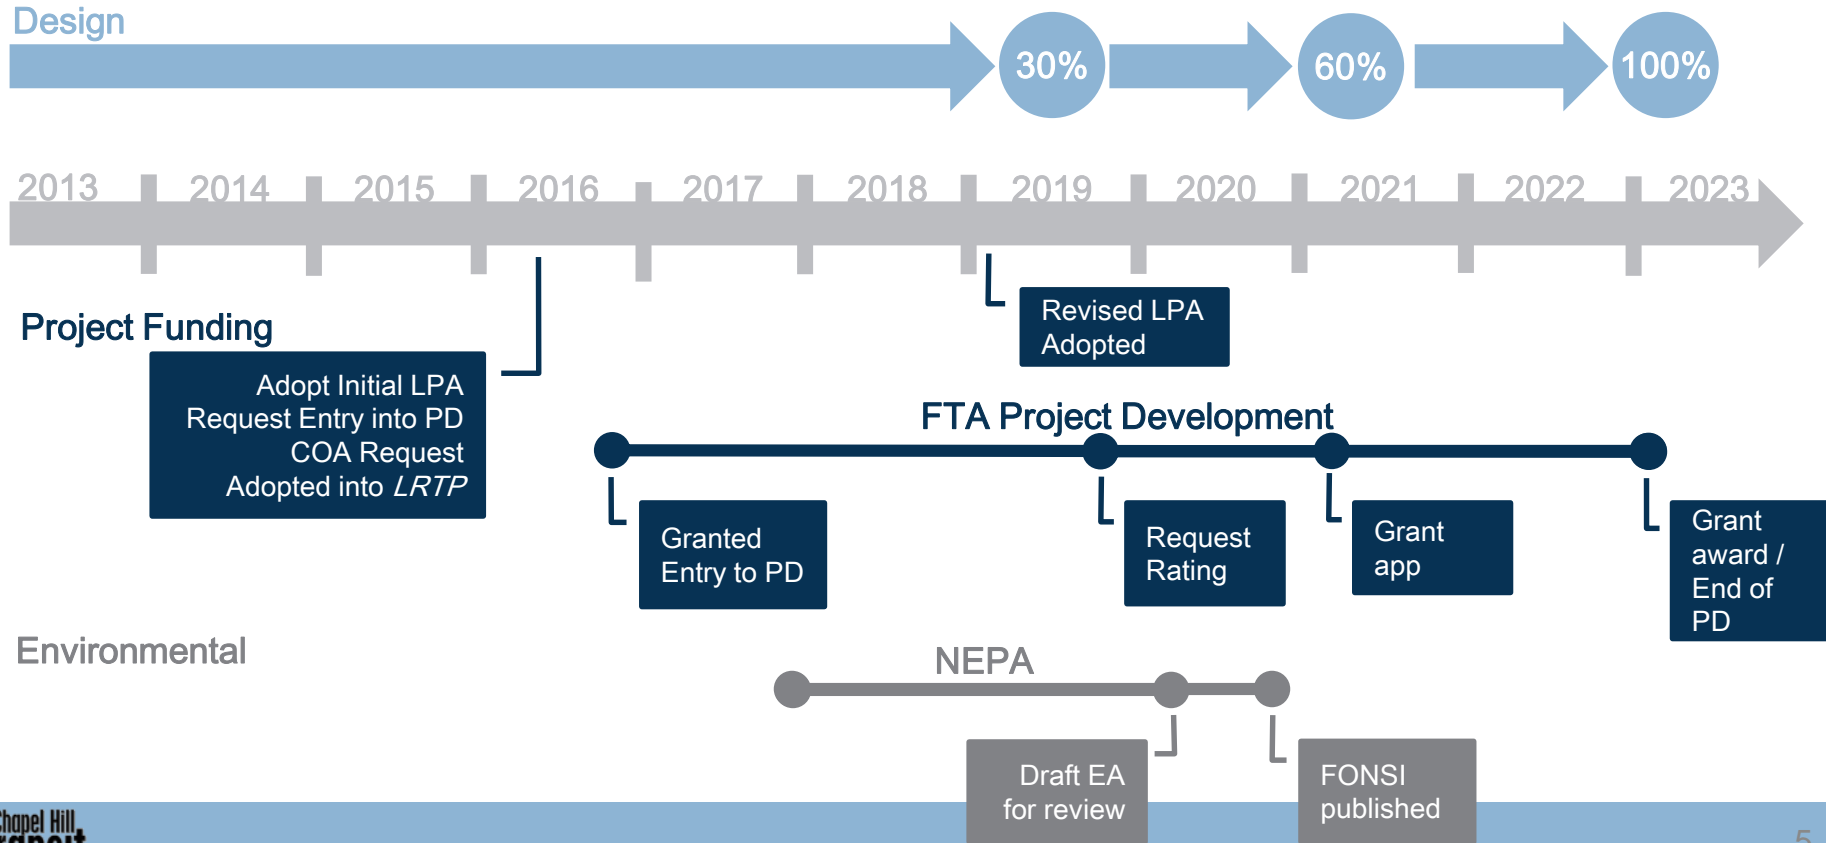 Design
30%
60%
100%
2013 2014 2015 2016 2017 2018 2019 2020 2021 2022 2023
Project Funding
Adopt Initial LPA
Request Entry into PD
COA Request
Adopted into LRTP
Revised LPA
Adopted
FTA Project Development
Granted
Entry to PD
Request
Rating
Grant
app
Grant
award /
End of
PD
Environmental
NEPA
Draft EA
for review
FONSI
published
Chapel Hill
Transit
5